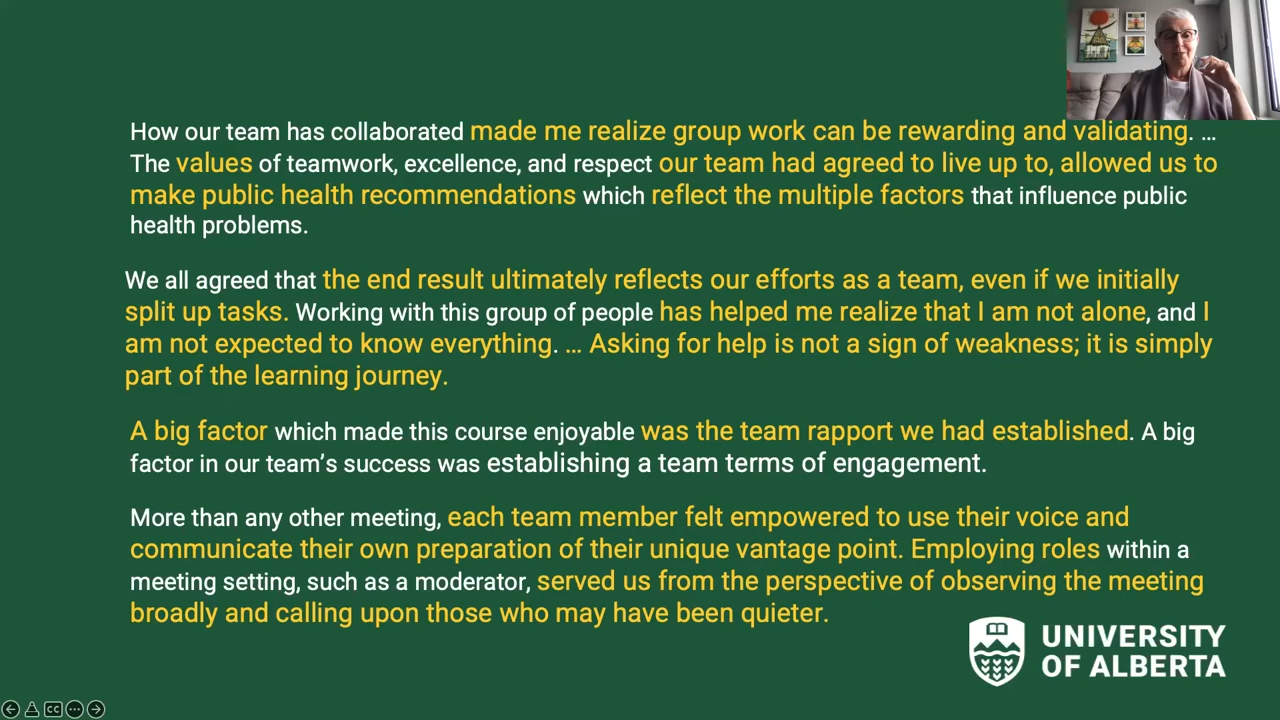 How our team has collaborated made me realize group work can be rewarding and validating. ...
The values of teamwork, excellence, and respect our team had agreed to live up to, allowed us to
make public health recommendations which reflect the multiple factors that influence public
health problems.
We all agreed that the end result ultimately reflects our efforts as a team, even if we initially
split up tasks. Working with this group of people has helped me realize that I am not alone, and I
am not expected to know everything. ... Asking for help is not a sign of weakness; it is simply
part of the learning journey.
A big factor which made this course enjoyable was the team rapport we had established. A big
factor in our team’s success was establishing a team terms of engagement.
More than any other meeting, each team member felt empowered to use their voice and
communicate their own preparation of their unique vantage point. Employing roles within a
meeting setting, such as a moderator, served us from the perspective of observing the meeting
broadly and calling upon those who may have been quieter.
UNIVERSITY
OF ALBERTA
CC